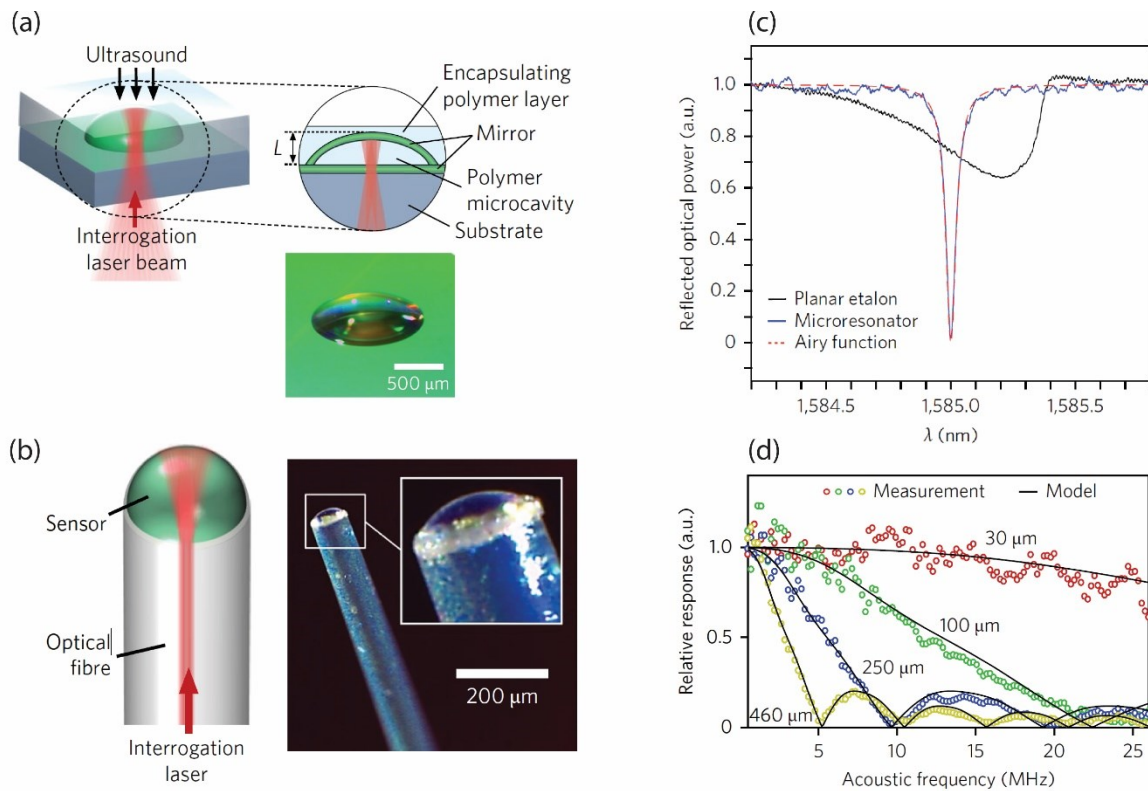 (a)
Ultrasound
Encapsulating
polymer layer
L
Mirror
Polymer
microcavity
Substrate
Interrogation
laser beam
500 µm
(b)
Sensor
Optical
fibre
Interrogation
laser
200 µm
(c)
Reflected optical power (a.u.)
1.0
0.8
0.6
0.4
0.2
0
Planar etalon
Microresonator
Airy function
1,584.5
1,585.0
1,585.5
λ (nm)
(d)
Relative response (a.u.)
Measurement
Model
1.0
0.5
0
30 µm
100 µm
250 µm
460 µm
5
10
15
20
25
Acoustic frequency (MHz)